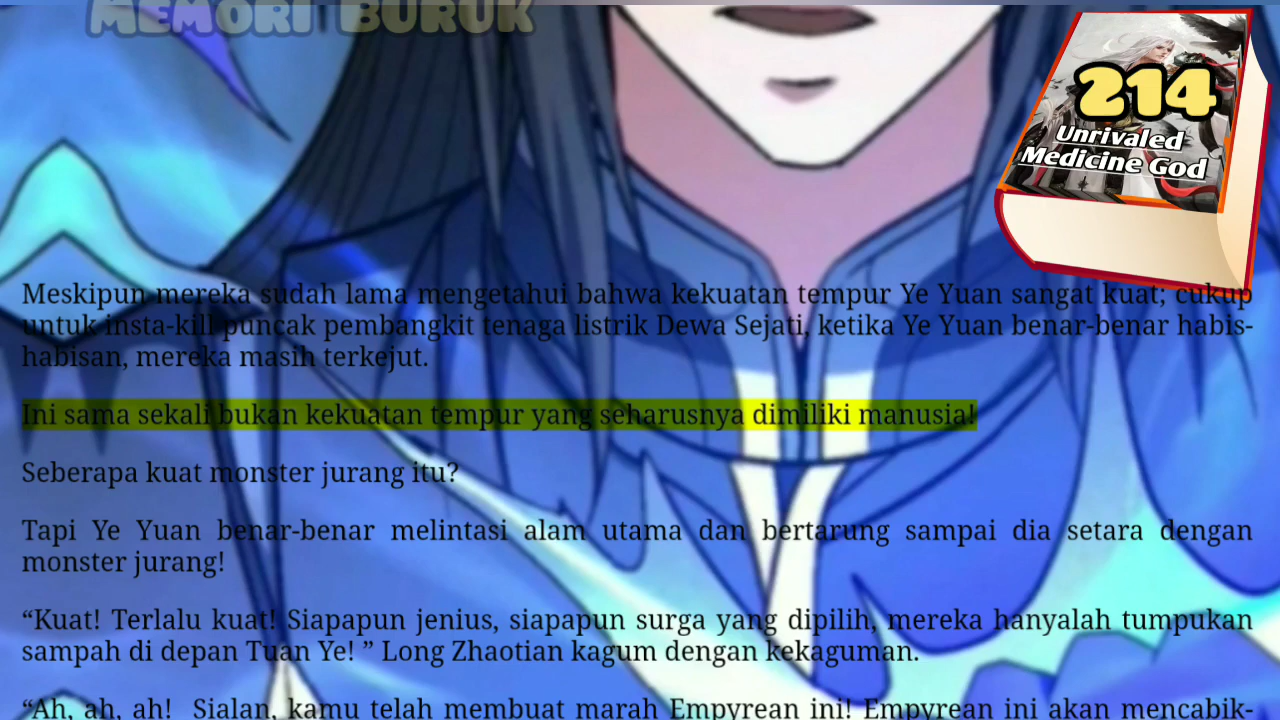 MEMORI BURUK
214
Unrivaled
Medicine God
Meskipun mereka sudah lama mengetahui bahwa kekuatan tempur Ye Yuan sangat kuat; cukup
untuk insta-kill puncak pembangkit tenaga listrik Dewa Sejati, ketika Ye Yuan benar-benar habis-
habisan, mereka masih terkejut.
Ini sama sekali bukan kekuatan tempur yang seharusnya dimiliki manusia!
Seberapa kuat monster jurang itu?
Tapi Ye Yuan benar-benar melintasi alam utama dan bertarung sampai dia setara dengan
monster jurang!
“Kuat! Terlalu kuat! Siapapun jenius, siapapun surga yang dipilih, mereka hanyalah tumpukan
sampah di depan Tuan Ye! ” Long Zhaotian kagum dengan kekaguman.
“Ah, ah, ah!  Sialan, kamu telah membuat marah Empyrean ini! Empyrean ini akan mencabik-